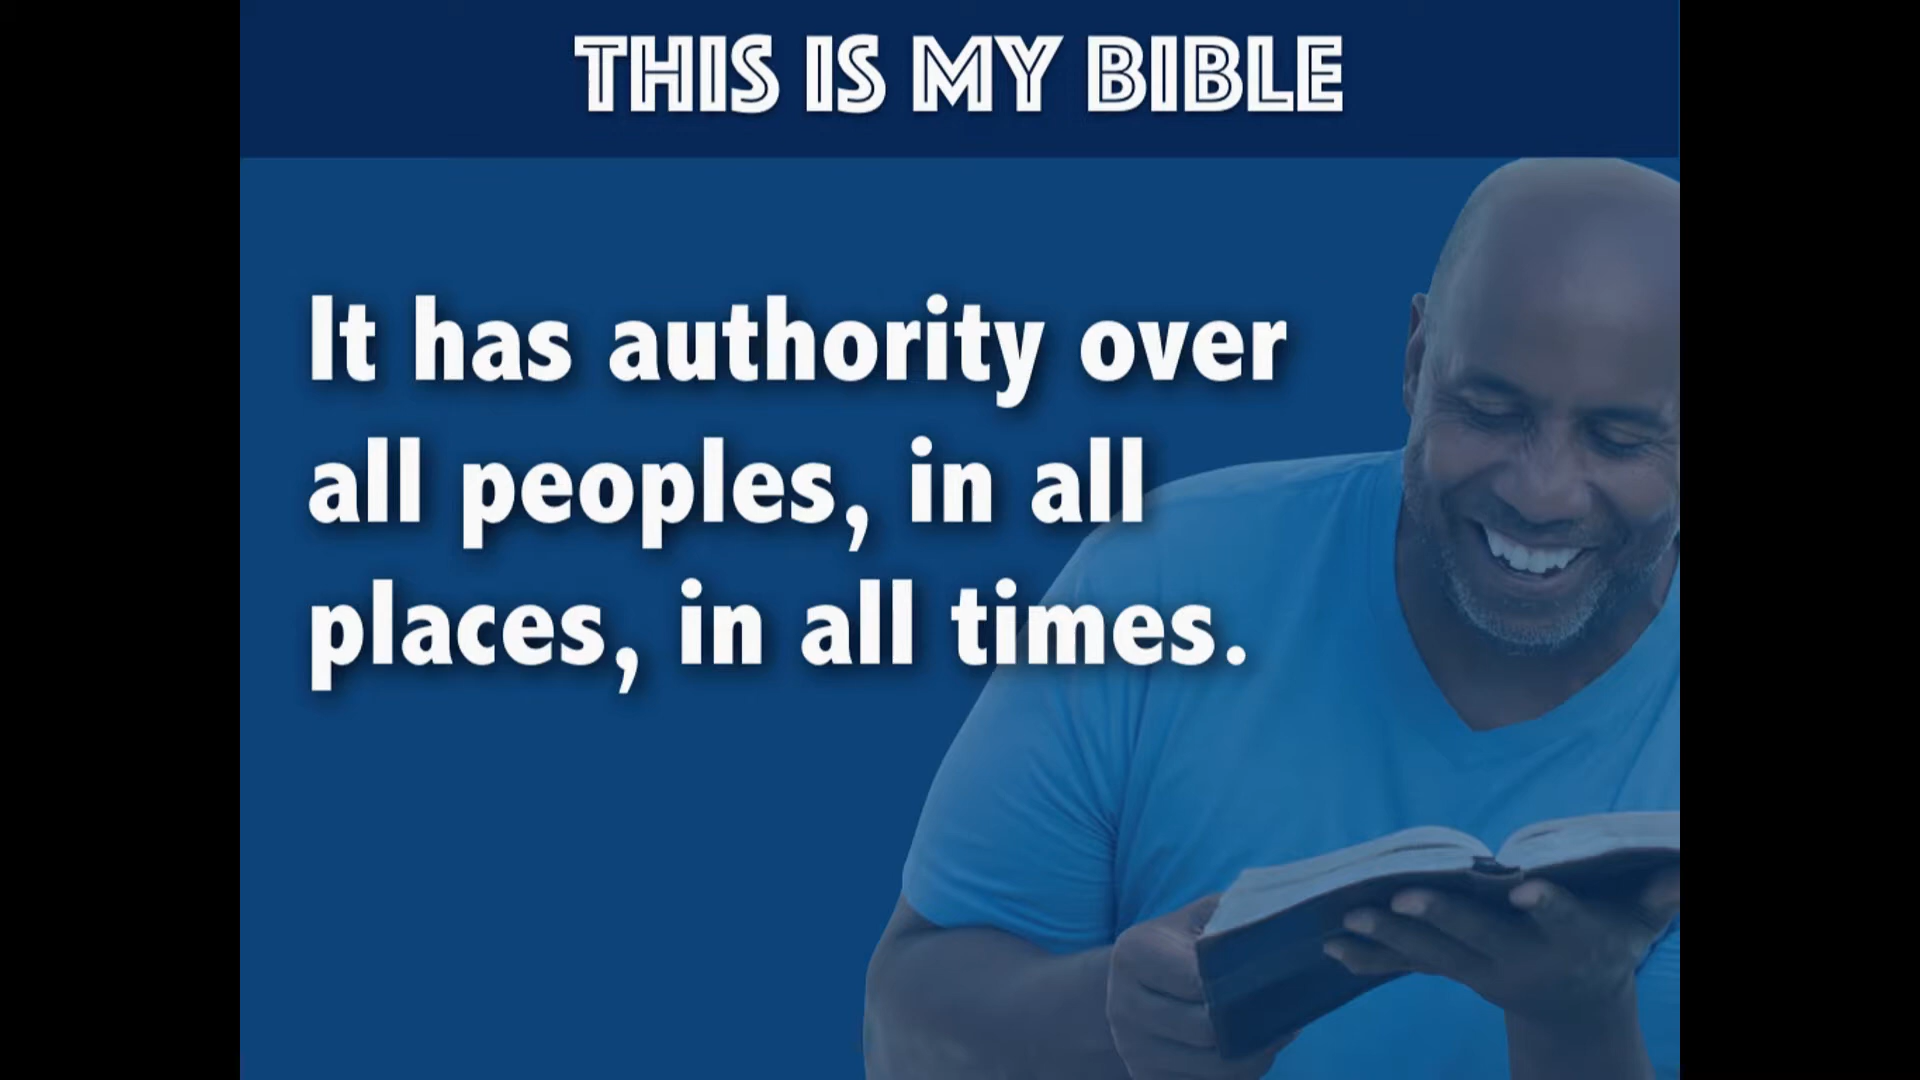 THIS IS MY BIBLE
It has authority over
all peoples, in all
places, in all times.